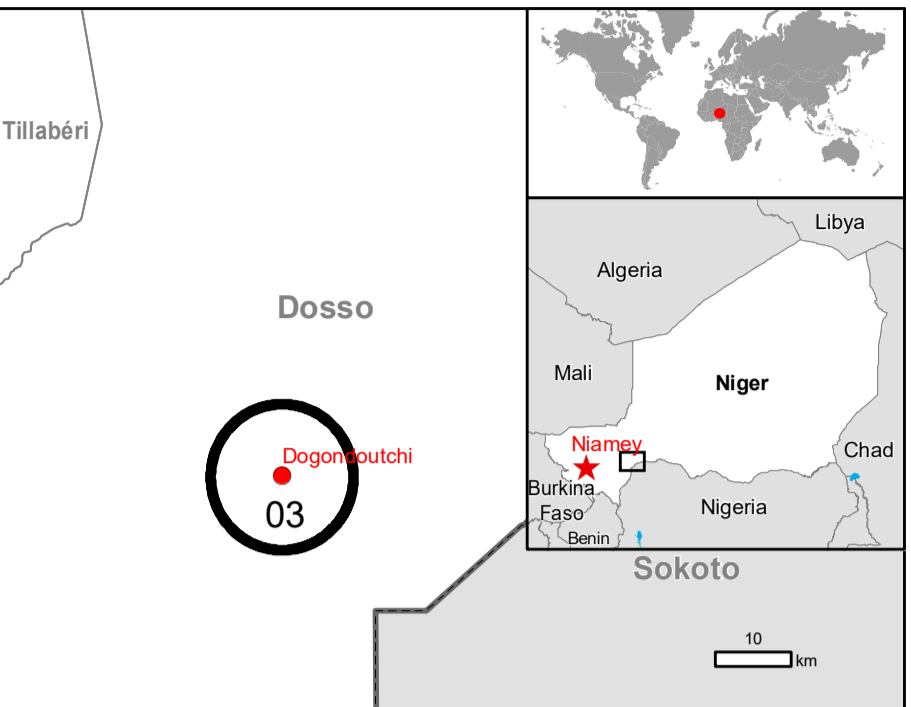 Tillabéri
Dosso
Dogondoutchi
03
Libya
Algeria
Mali
Niger
Niamey
Chad
Burkina
Faso
Nigeria
Benin
Sokoto
10
km